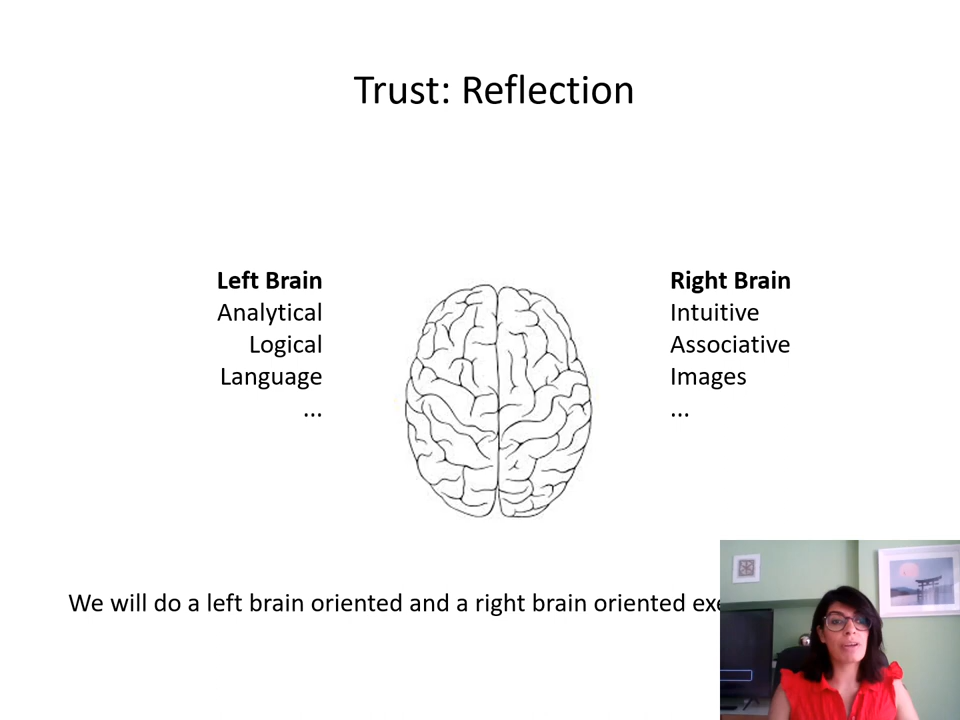 Trust: Reflection
Left Brain
Analytical
Logical
Language
...
Right Brain
Intuitive
Associative
Images
...
We will do a left brain oriented and a right brain oriented